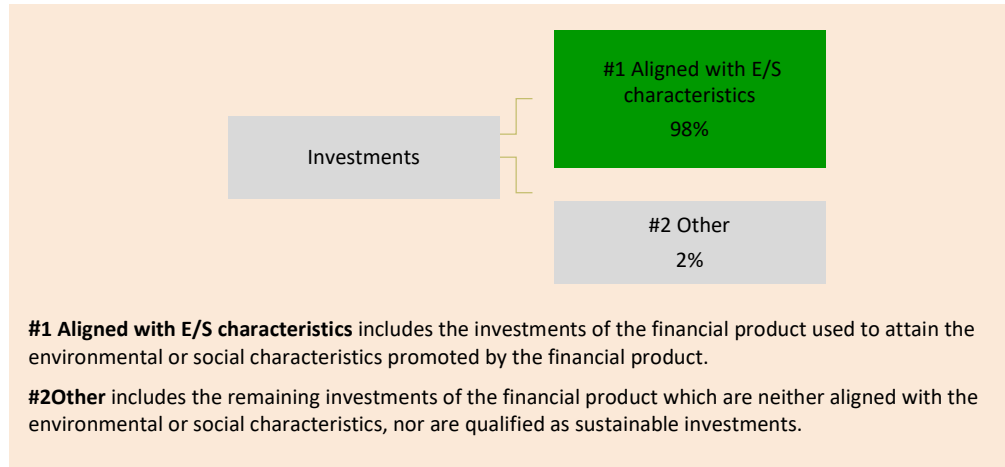 #1 Aligned with E/S
characteristics
98%
Investments
#2 Other
2%
#1 Aligned with E/S characteristics includes the investments of the financial product used to attain the
environmental or social characteristics promoted by the financial product.
#2Other includes the remaining investments of the financial product which are neither aligned with the
environmental or social characteristics, nor are qualified as sustainable investments.